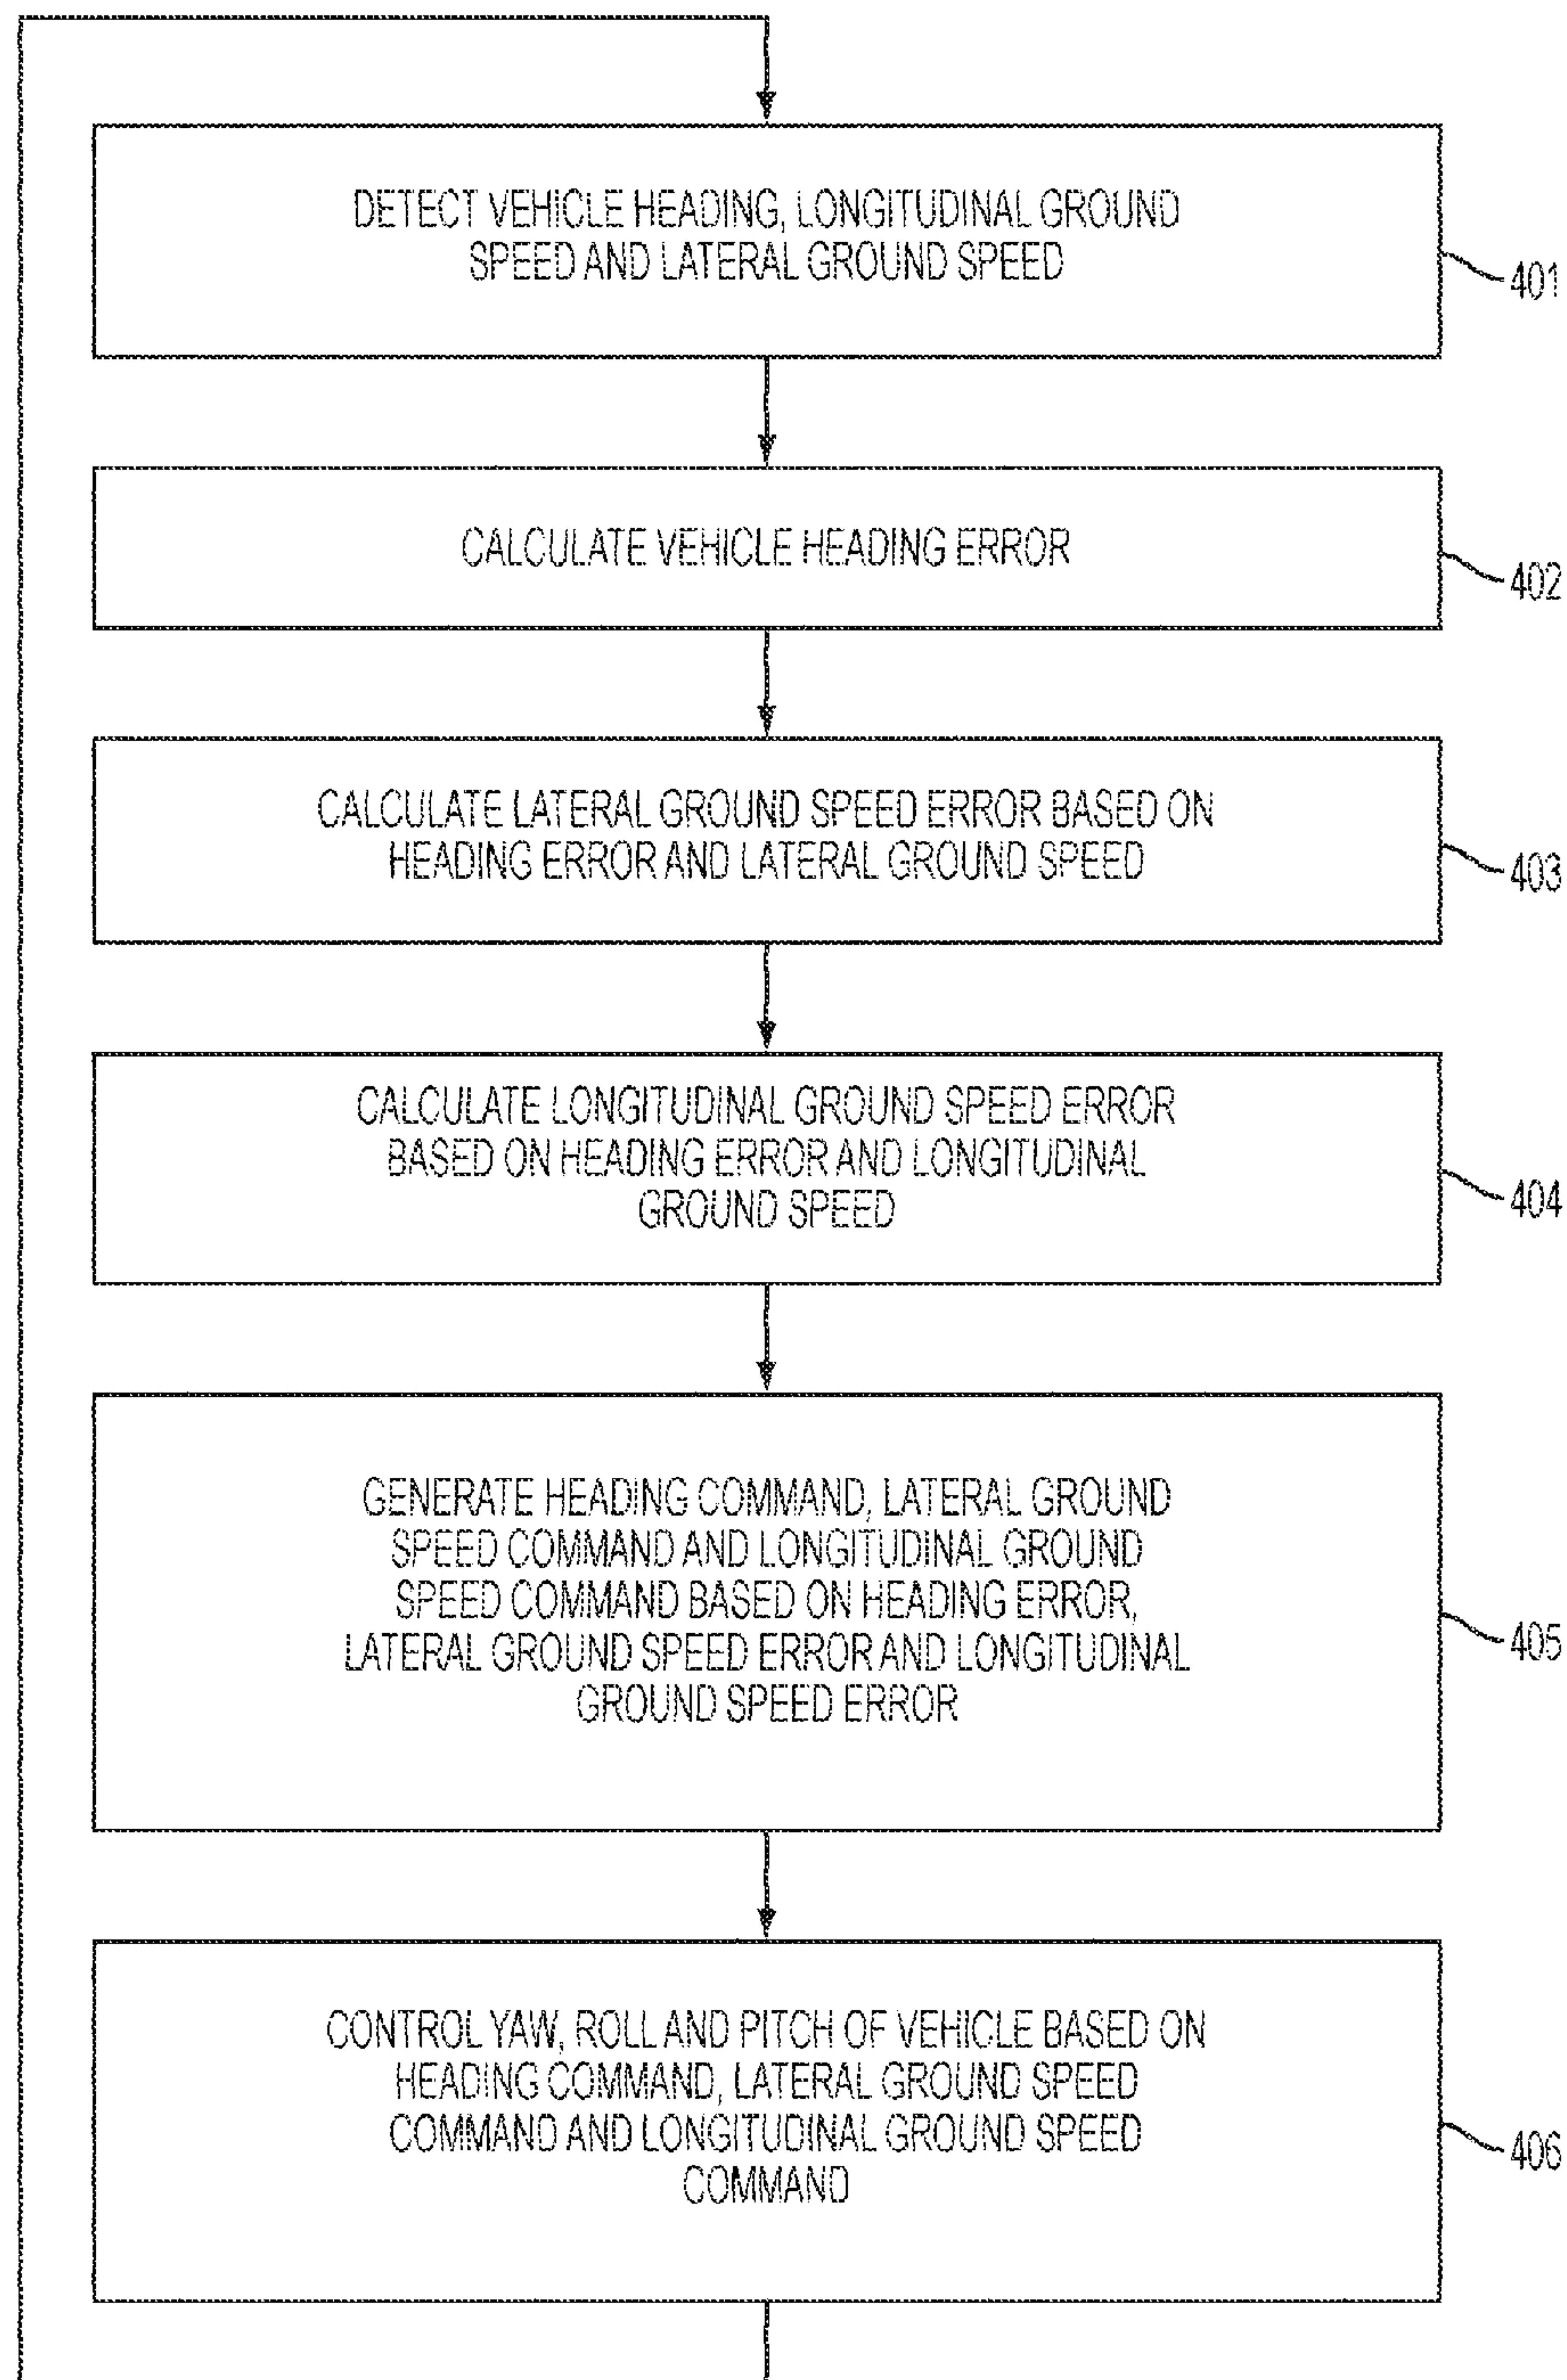 DETECT VEHICLE HEADING, LONGITUDINAL GROUND
SPEED AND LATERAL GROUND SPEED
401
CALCULATE VEHICLE HEADING ERROR
402
CALCULATE LATERAL GROUND SPEED ERROR BASED ON
HEADING ERROR AND LATERAL GROUND SPEED
403
CALCULATE LONGITUDINAL GROUND SPEED ERROR
BASED ON HEADING ERROR AND LONGITUDINAL
GROUND SPEED
404
GENERATE HEADING COMMAND, LATERAL GROUND
SPEED COMMAND AND LONGITUDINAL GROUND
SPEED COMMAND BASED ON HEADING ERROR,
LATERAL GROUND SPEED ERROR AND LONGITUDINAL
GROUND SPEED ERROR
405
CONTROL YAW, ROLL AND PITCH OF VEHICLE BASED ON
HEADING COMMAND, LATERAL GROUND SPEED
COMMAND AND LONGITUDINAL GROUND SPEED
COMMAND
406